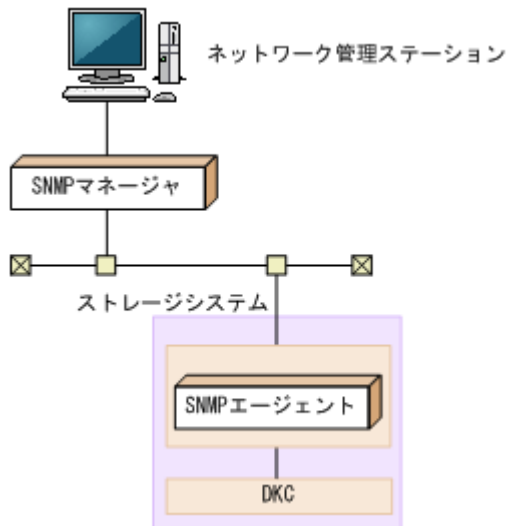 ネットワーク管理ステーション
SNMPマネージャ
ストレージシステム
SNMPエージェント
DKC